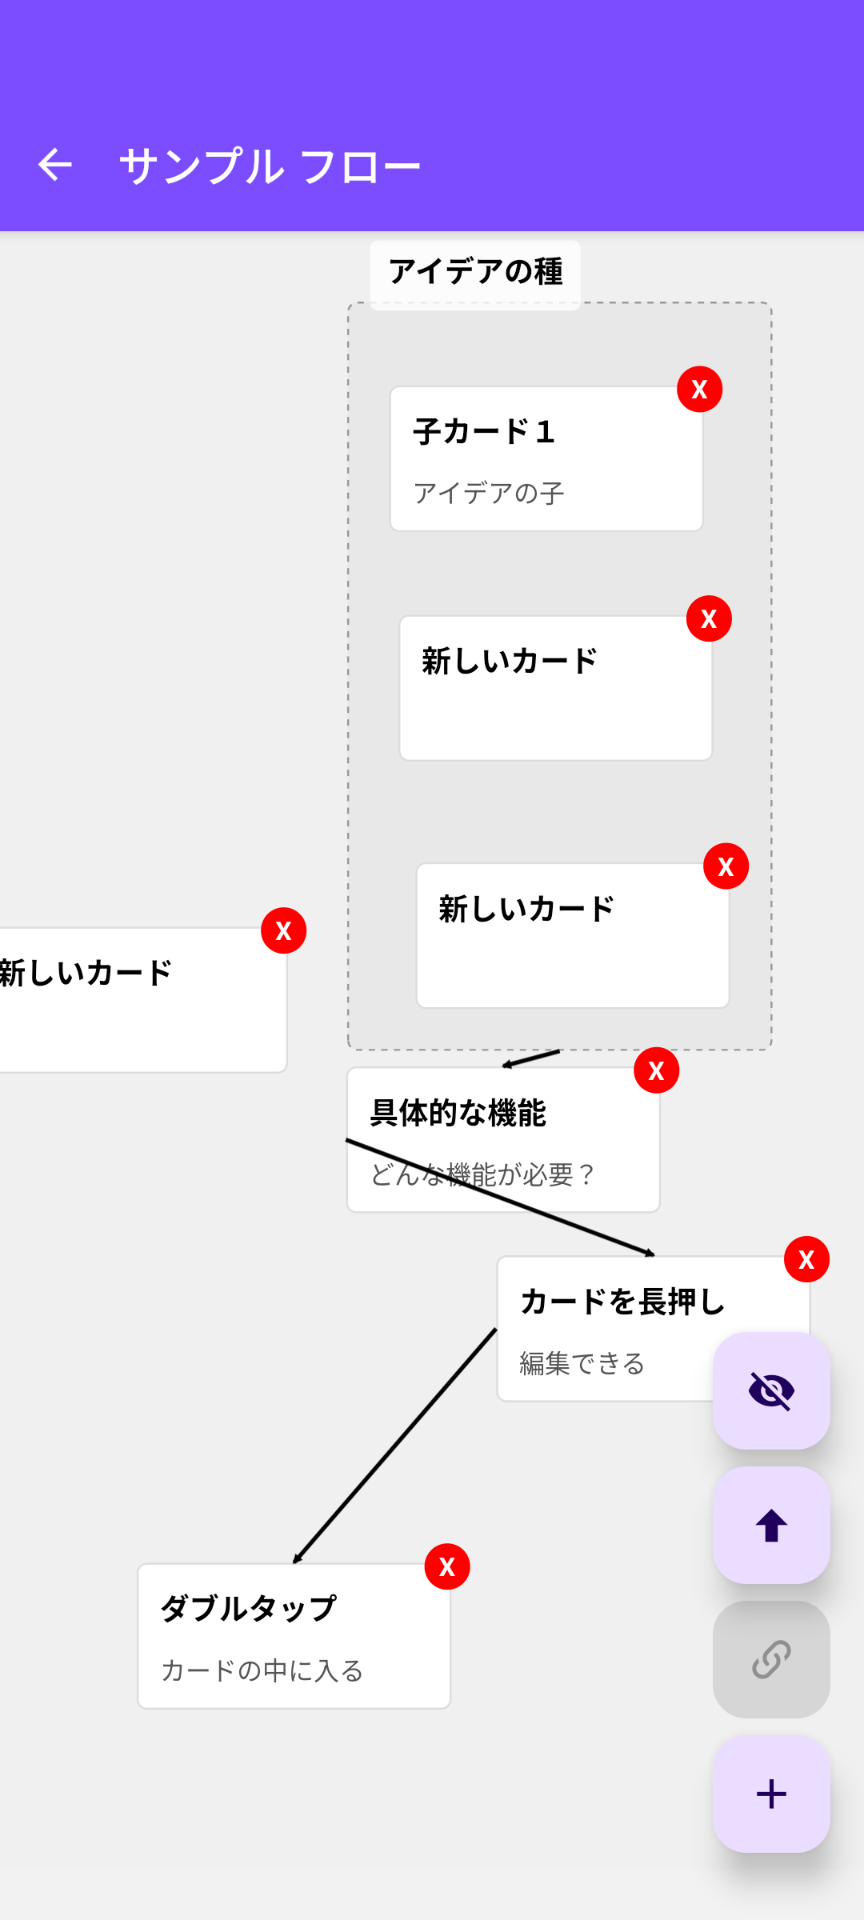 サンプル フロー
アイデアの種
X
子カード１
アイデアの子
X
新しいカード
X
新しいカード
X
新しいカード
X
具体的な機能
どんな機能が必要？
X
カードを長押し
編集できる
X
ダブルタップ
カードの中に入る